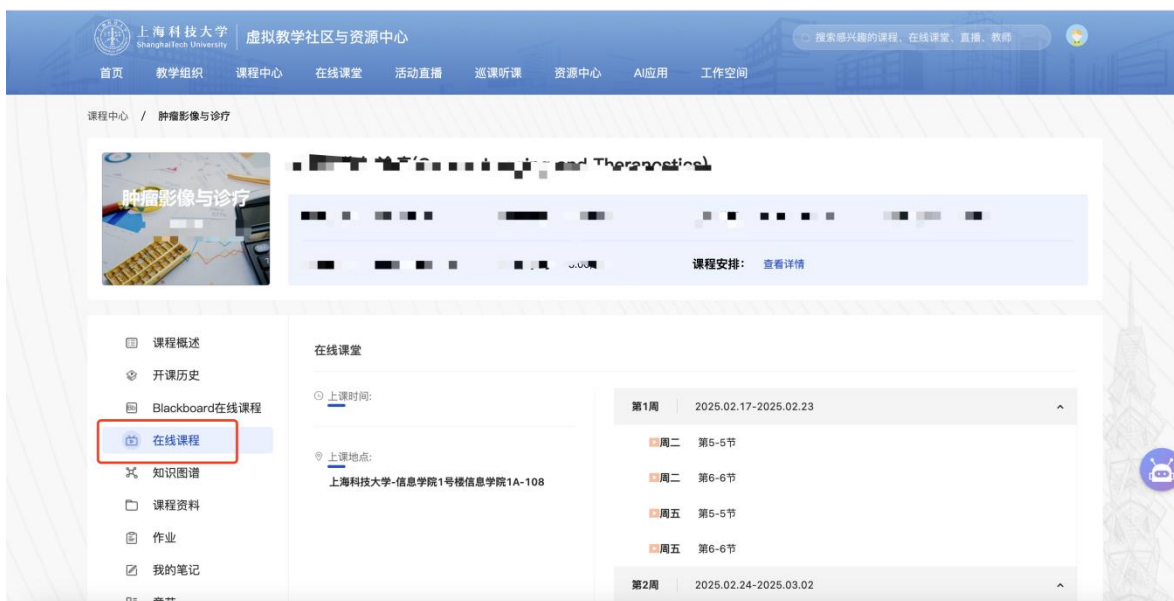 上海科技大学
ShanghaiTech University
虚拟教学社区与资源中心
搜索感兴趣的课程、在线课堂、直播、教师
首页 教学组织 课程中心 在线课堂 活动直播 巡课听课 资源中心 AI应用 工作空间
课程中心 / 肿瘤影像与诊疗
肿瘤影像与诊疗
and Theranostics)
课程安排: 查看详情
课程概述
开课历史
Blackboard在线课程
在线课程
知识图谱
课程资料
作业
我的笔记
在线课堂
上课时间:
上课地点:
上海科技大学-信息学院1号楼信息学院1A-108
第1周 2025.02.17-2025.02.23
周二 第5-5节
周二 第6-6节
周五 第5-5节
周五 第6-6节
第2周 2025.02.24-2025.03.02